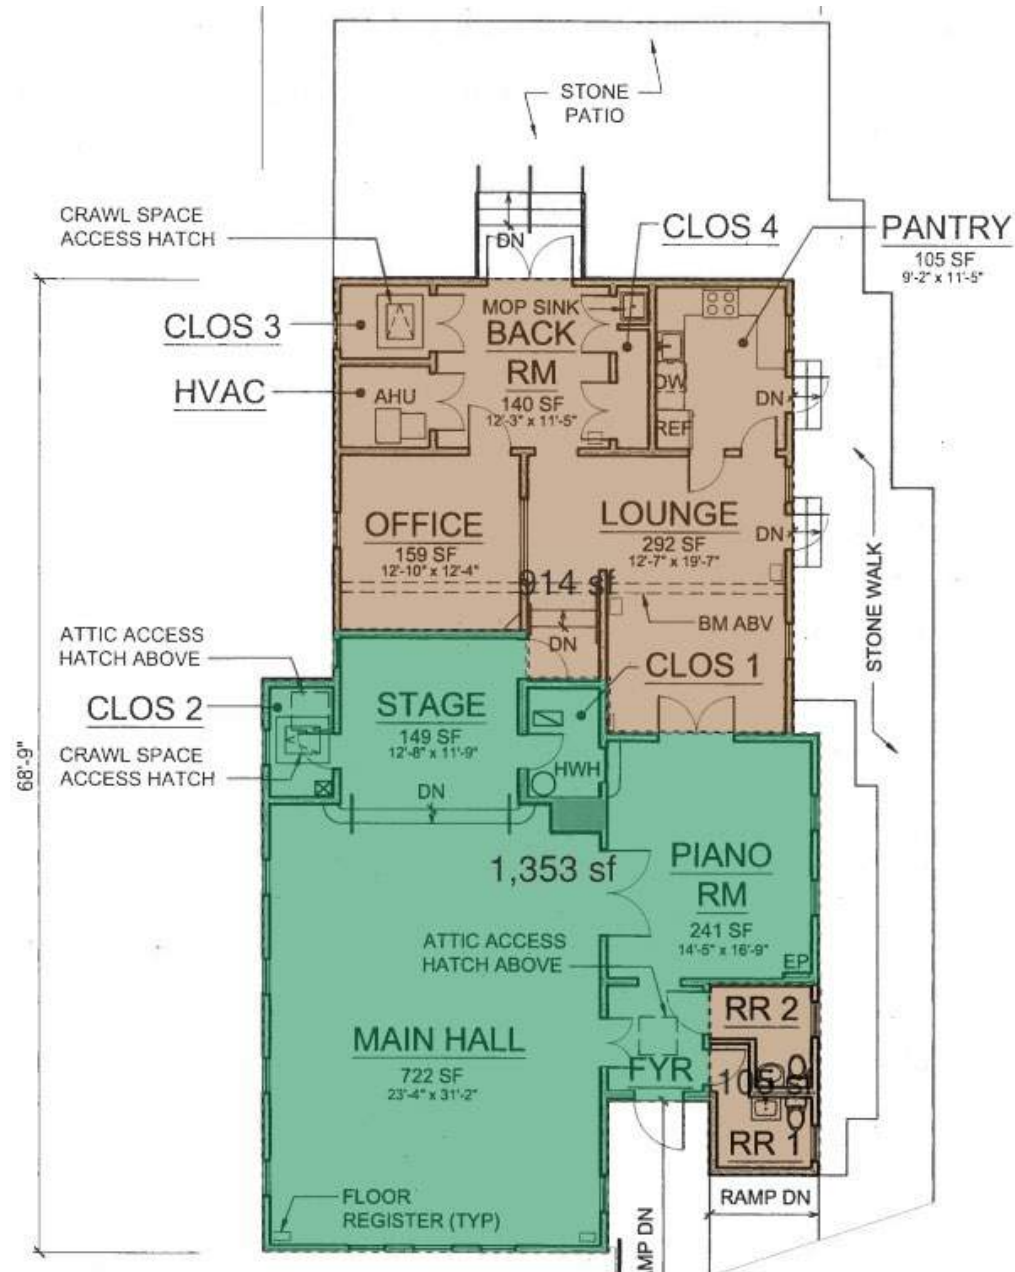 STONE
PATIO
CRAWL SPACE
ACCESS HATCH
DN
CLOS 4
PANTRY
105 SF
9'-2" x 11'-5"
CLOS 3
MOP SINK
BACK
RM
140 SF
12'-3" x 11'-5"
HVAC
AHU
DW
REF
DN
OFFICE
159 SF
12'-10" x 12'-4"
LOUNGE
292 SF
12'-7" x 19'-7"
DN
914 sf
STONE WALK
BM ABV
DN
ATTIC ACCESS
HATCH ABOVE
CLOS 1
CLOS 2
STAGE
149 SF
12'-8" x 11'-9"
CRAWL SPACE
ACCESS HATCH
HWH
DN
68'-9"
1,353 sf
PIANO
RM
241 SF
14'-5" x 16'-9"
EP
ATTIC ACCESS
HATCH ABOVE
RR 2
MAIN HALL
722 SF
23'-4" x 31'-2"
FYR
105 sf
RR 1
FLOOR
REGISTER (TYP)
RAMP DN
MP DN